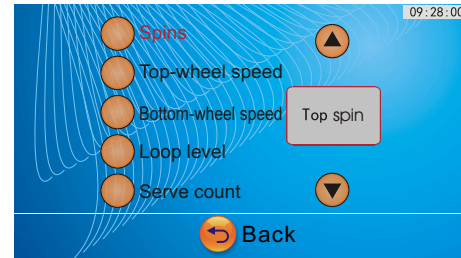 09:28:00
Spins
Top-wheel speed
Bottom-wheel speed
Top spin
Loop level
Serve count
Back